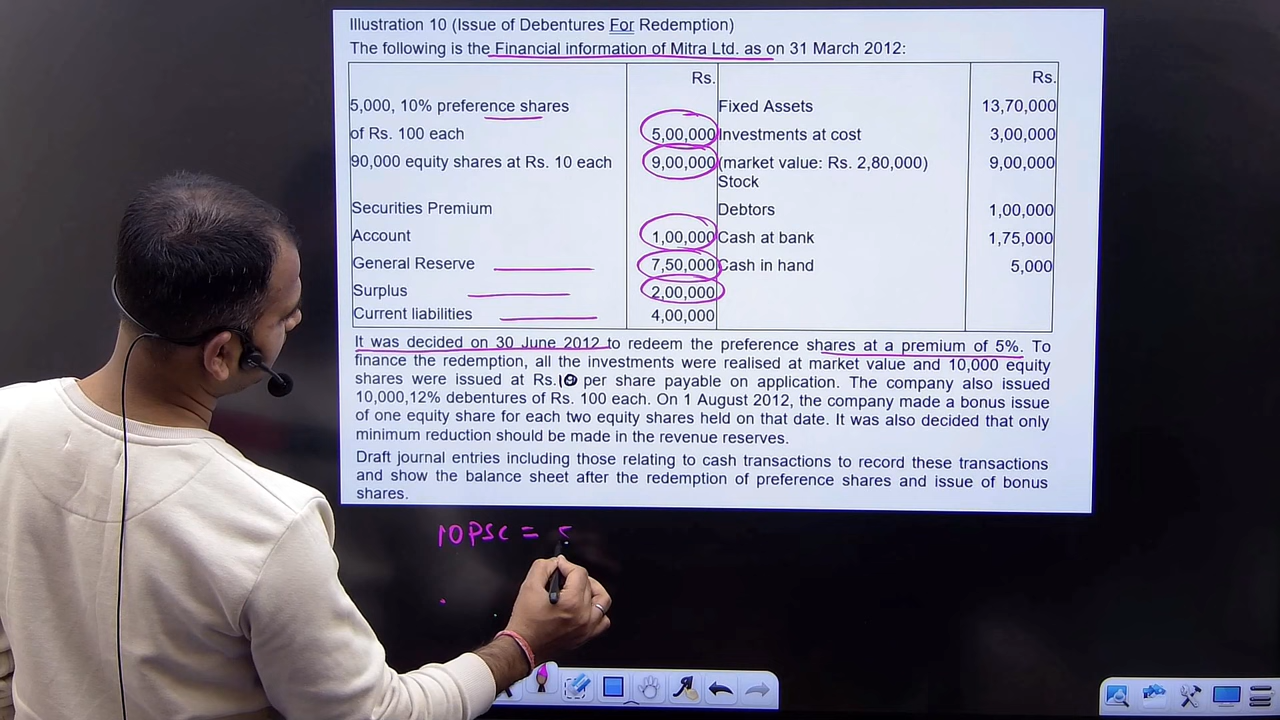 Illustration 10 (Issue of Debentures For Redemption)
The following is the Financial information of Mitra Ltd. as on 31 March 2012:
Rs. Rs.
5,000, 10% preference shares Fixed Assets 13,70,000
of Rs. 100 each 5,00,000 Investments at cost 3,00,000
90,000 equity shares at Rs. 10 each 9,00,000 (market value: Rs. 2,80,000) 9,00,000
Stock
Securities Premium Debtors 1,00,000
Account 1,00,000 Cash at bank 1,75,000
General Reserve 7,50,000 Cash in hand 5,000
Surplus 2,00,000
Current liabilities 4,00,000
It was decided on 30 June 2012 to redeem the preference shares at a premium of 5%. To
finance the redemption, all the investments were realised at market value and 10,000 equity
shares were issued at Rs.10 per share payable on application. The company also issued
10,000,12% debentures of Rs. 100 each. On 1 August 2012, the company made a bonus issue
of one equity share for each two equity shares held on that date. It was also decided that only
minimum reduction should be made in the revenue reserves.
Draft journal entries including those relating to cash transactions to record these transactions
and show the balance sheet after the redemption of preference shares and issue of bonus
shares.
10PSC = 5